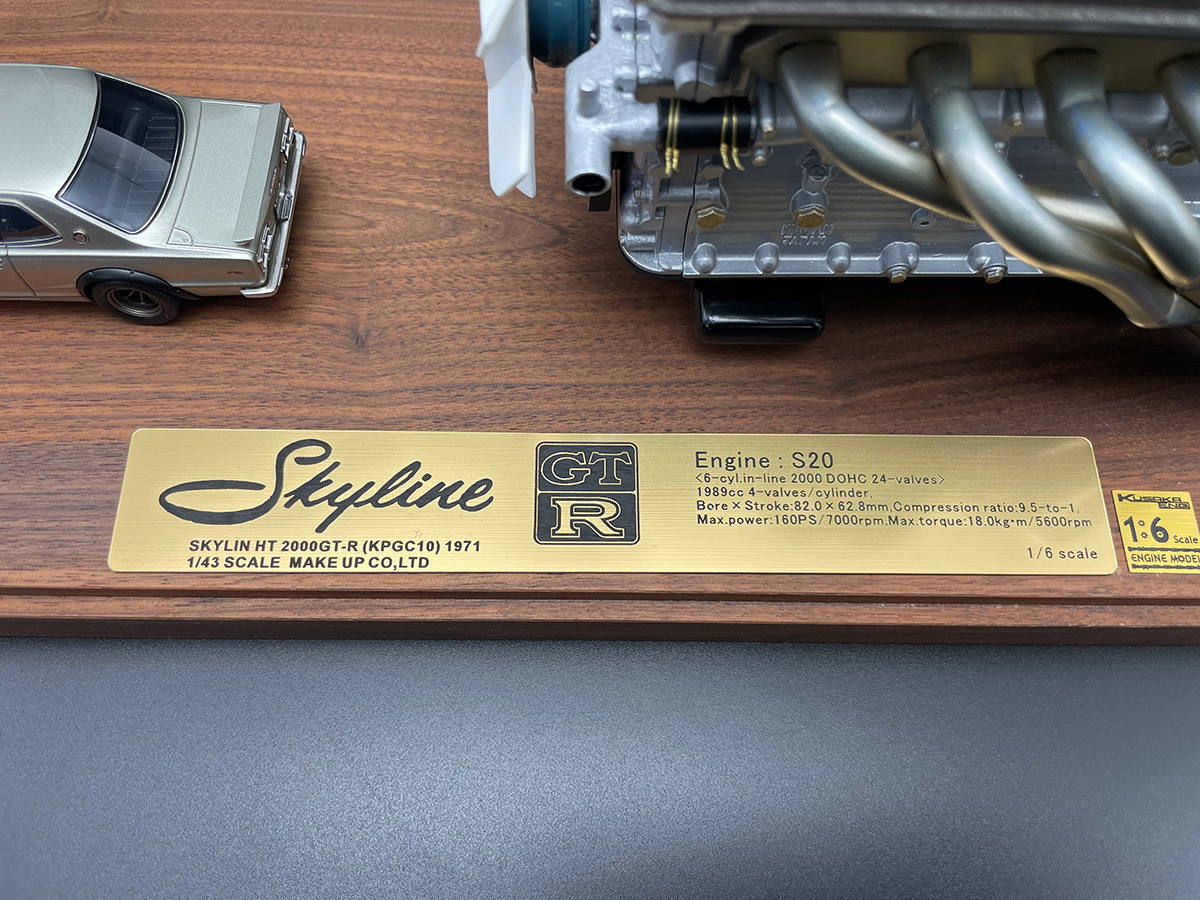 Skyline
SKYLIN HT 2000GT-R (KPGC10) 1971
1/43 SCALE MAKE UP CO,LTD
GT
R
Engine : S20
<6-cyl.in-line 2000 DOHC 24-valves>
1989cc 4-valves/cylinder,
Bore×Stroke:82.0×62.8mm,Compression ratio:9.5-to-1,
Max.power:160PS/7000rpm,Max.torque:18.0kg·m/5600rpm
1/6 scale
KUSAKA
ENG
1:6 Scale
ENGINE MODEL
JAPAN